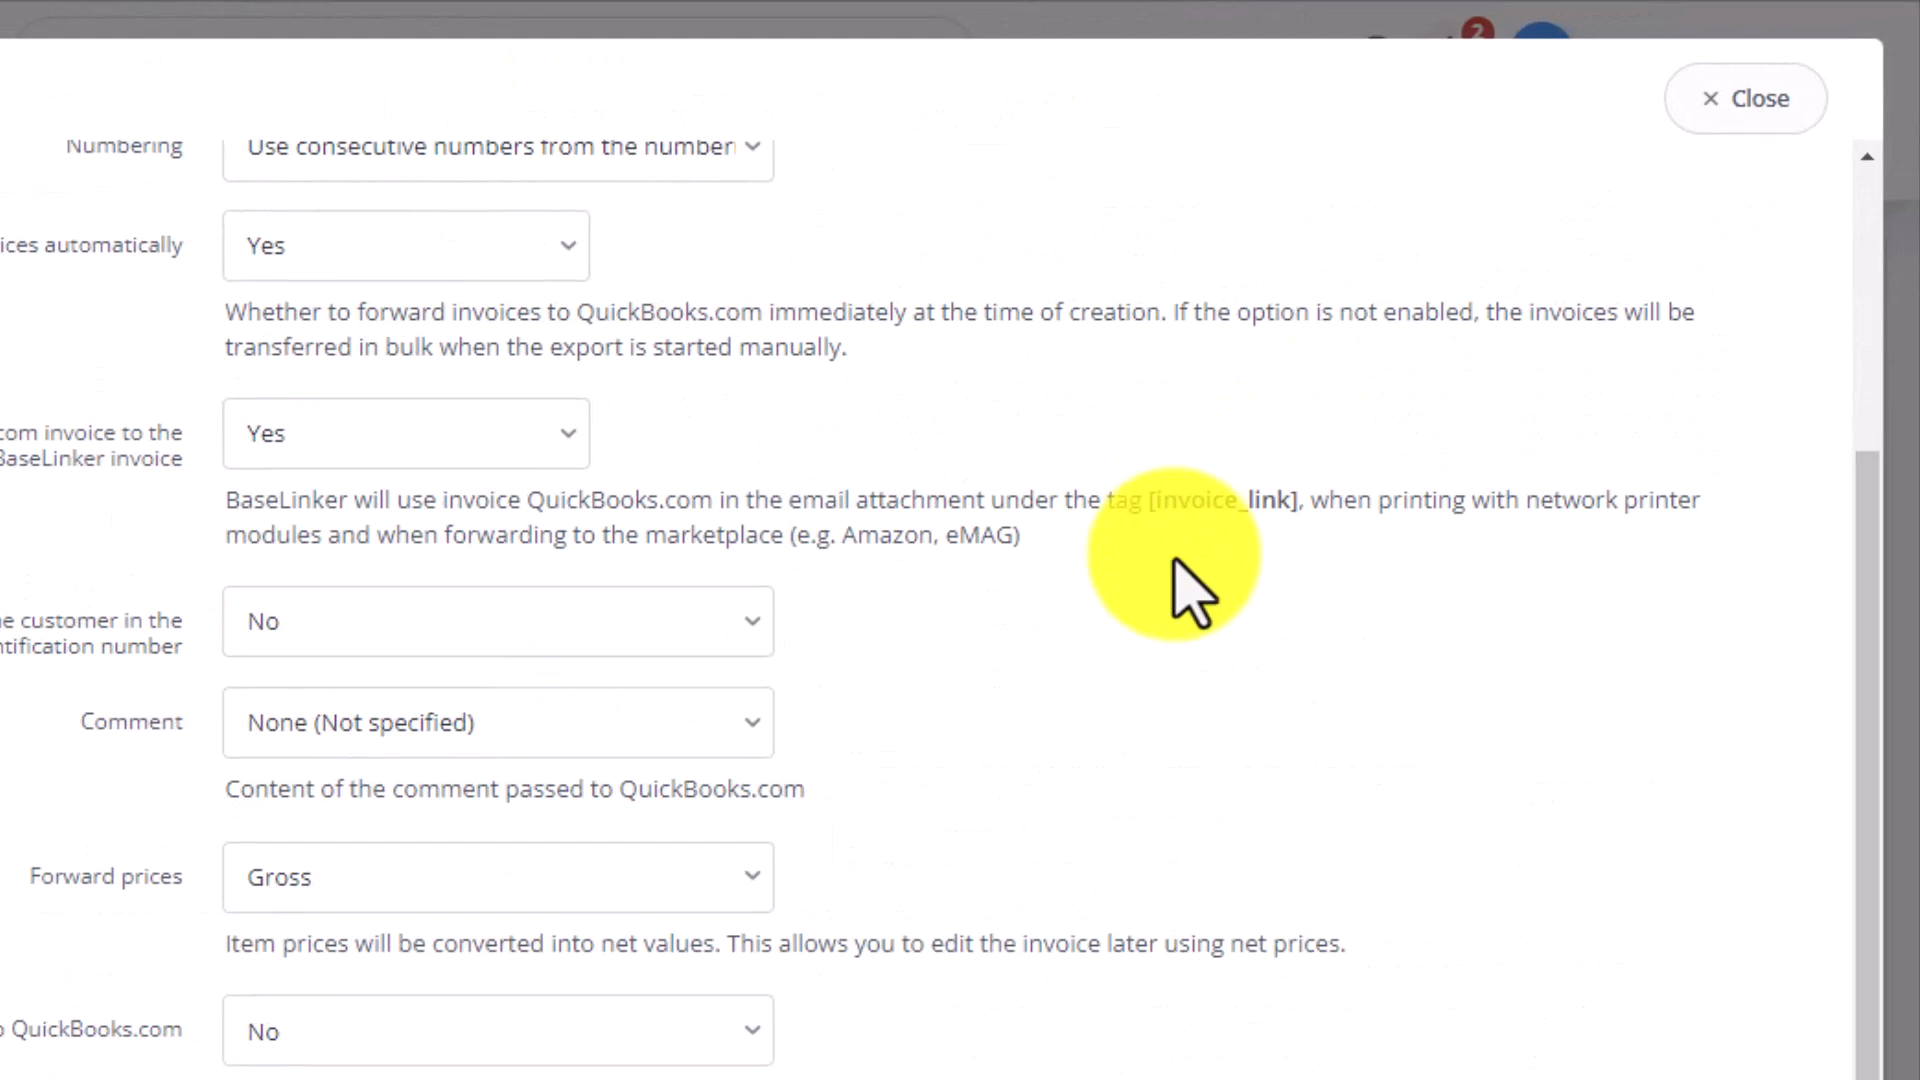 2
× Close
Numbering
Use consecutive numbers from the number
ices automatically
Yes
Whether to forward invoices to QuickBooks.com immediately at the time of creation. If the option is not enabled, the invoices will be
transferred in bulk when the export is started manually.
com invoice to the
BaseLinker invoice
Yes
BaseLinker will use invoice QuickBooks.com in the email attachment under the tag [invoice_link], when printing with network printer
modules and when forwarding to the marketplace (e.g. Amazon, eMAG)
e customer in the
ntification number
No
Comment
None (Not specified)
Content of the comment passed to QuickBooks.com
Forward prices
Gross
Item prices will be converted into net values. This allows you to edit the invoice later using net prices.
o QuickBooks.com
No